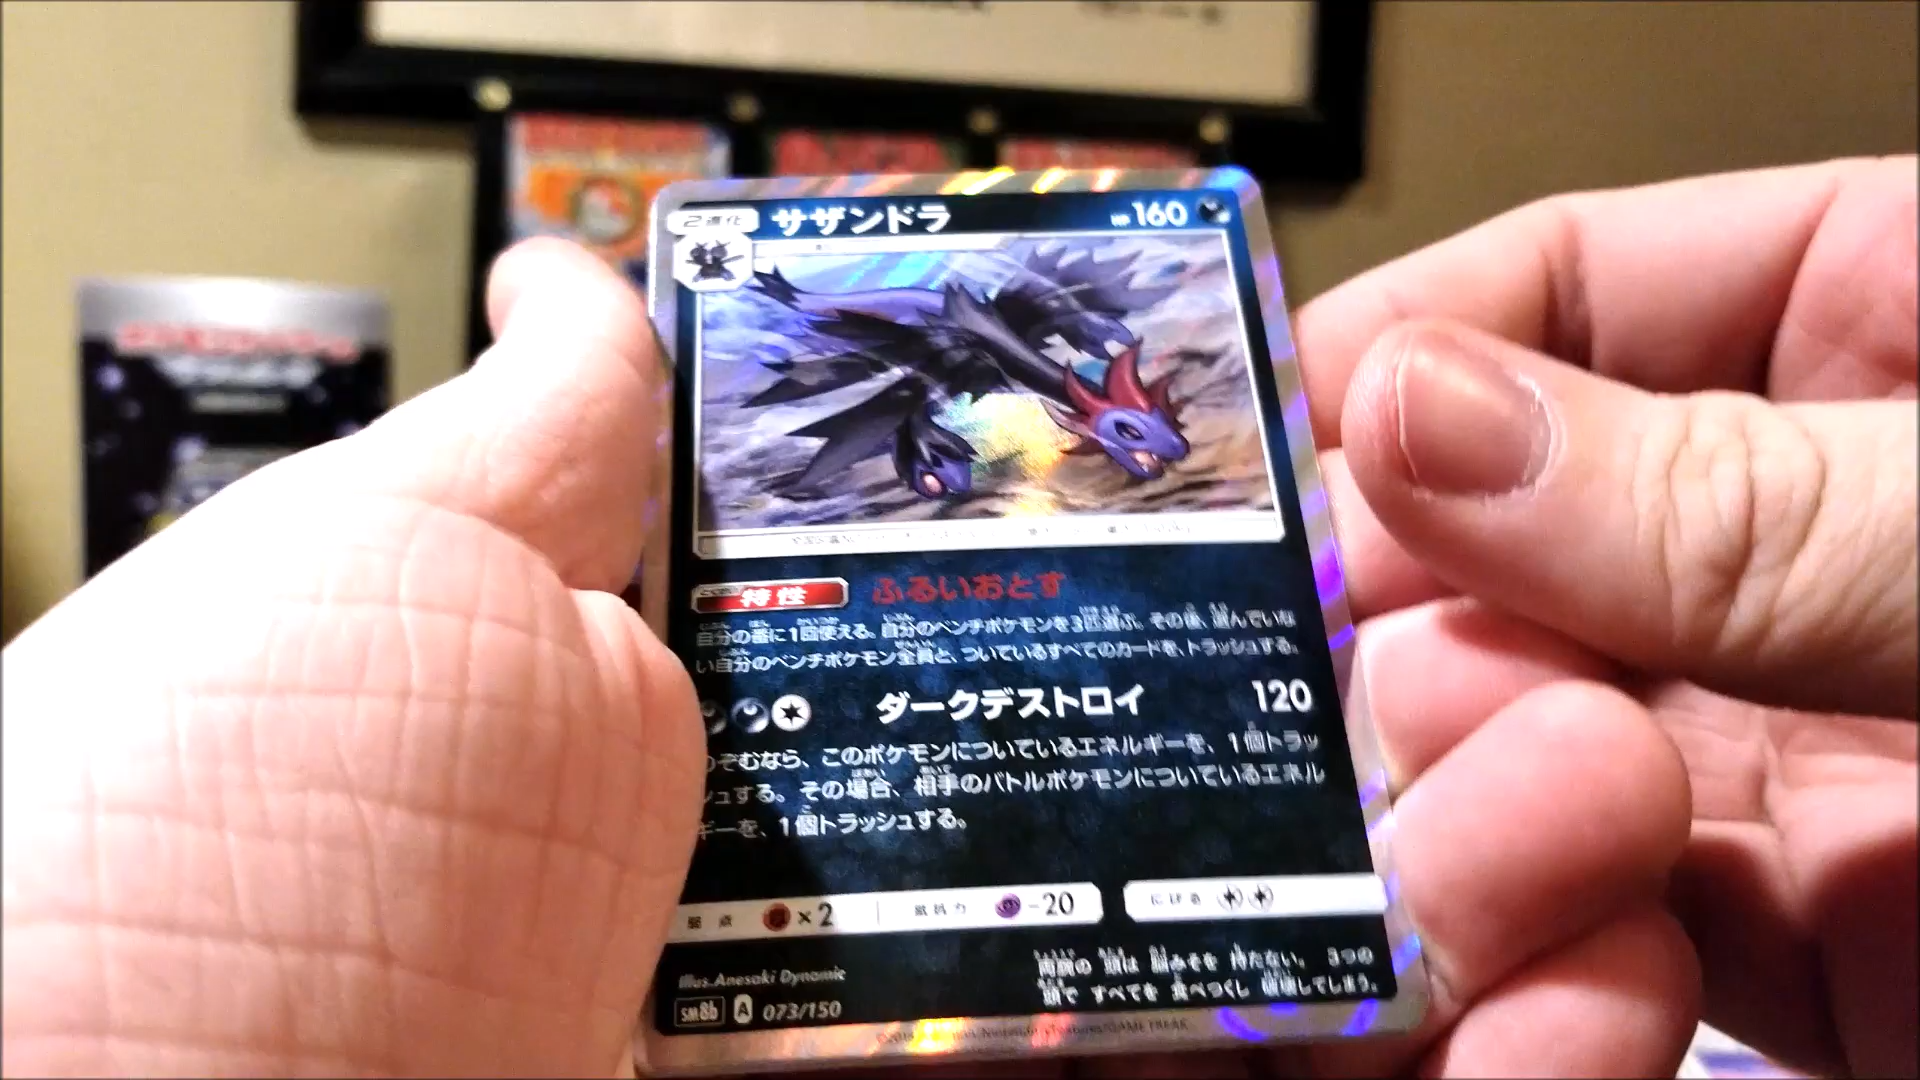 2進化 サザンドラ HP 160
特性 ふるいおとす
自分の番に1回使える。自分のベンチポケモンを3匹選ぶ。その後、選んでいな
い自分のベンチポケモン全員と、ついているすべてのカードを、トラッシュする。
ダークデストロイ 120
ぞむなら、このポケモンについているエネルギーを、1個トラッ
シュする。その場合、相手のバトルポケモンについているエネル
ギーを、1個トラッシュする。
弱点 ×2 抵抗力 -20 にげる
Illus. Anesaki Dynamic
両腕の 頭は 脳みそを 持たない。 3つの
頭で すべてを 食べつくし 破壊してしまう。
SM8b A 073/150